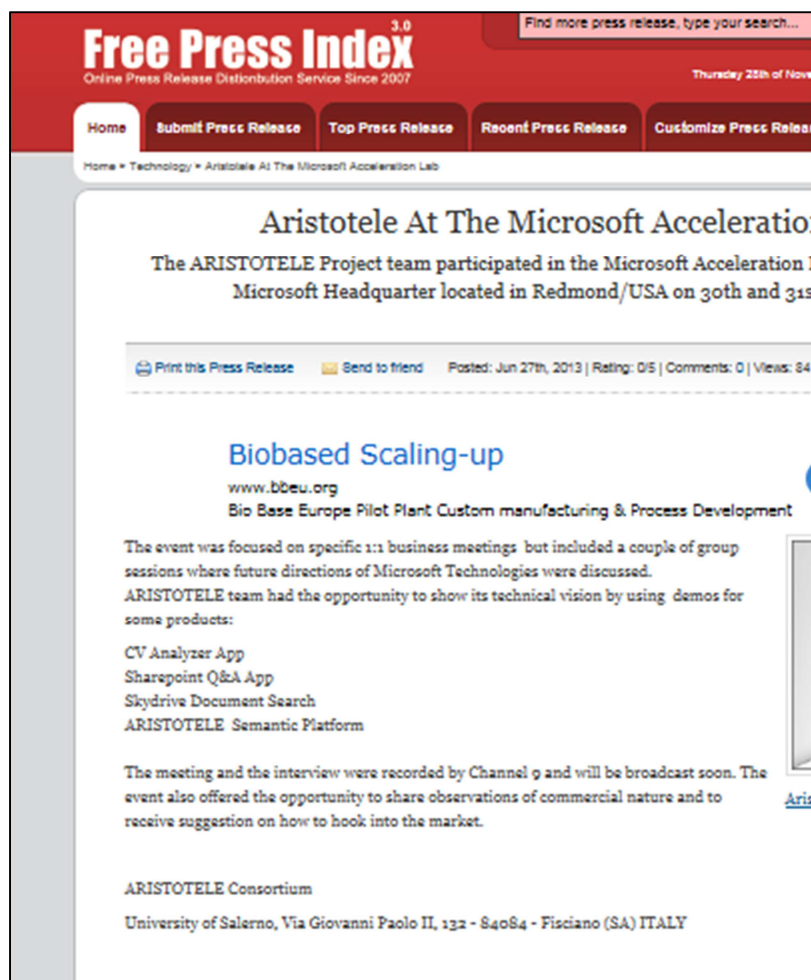 Free Press Index 3.0
Online Press Release Distionbution Service Since 2007
Find more press release, type your search...
Thursday 28th of Nov
Home
Submit Press Release
Top Press Release
Recent Press Release
Customize Press Relea
Home » Technology » Aristotele At The Microsoft Acceleration Lab
Aristotele At The Microsoft Acceleratio
The ARISTOTELE Project team participated in the Microsoft Acceleration
Microsoft Headquarter located in Redmond/USA on 30th and 31s
Print this Press Release
Send to friend
Posted: Jun 27th, 2013 | Rating: 0/5 | Comments: 0 | Views: 84
Biobased Scaling-up
www.bbeu.org
Bio Base Europe Pilot Plant Custom manufacturing & Process Development
The event was focused on specific 1:1 business meetings but included a couple of group
sessions where future directions of Microsoft Technologies were discussed.
ARISTOTELE team had the opportunity to show its technical vision by using demos for
some products:
CV Analyzer App
Sharepoint Q&A App
Skydrive Document Search
ARISTOTELE Semantic Platform
The meeting and the interview were recorded by Channel 9 and will be broadcast soon. The
event also offered the opportunity to share observations of commercial nature and to
receive suggestion on how to hook into the market.
Aris
ARISTOTELE Consortium
University of Salerno, Via Giovanni Paolo II, 132 - 84084 - Fisciano (SA) ITALY